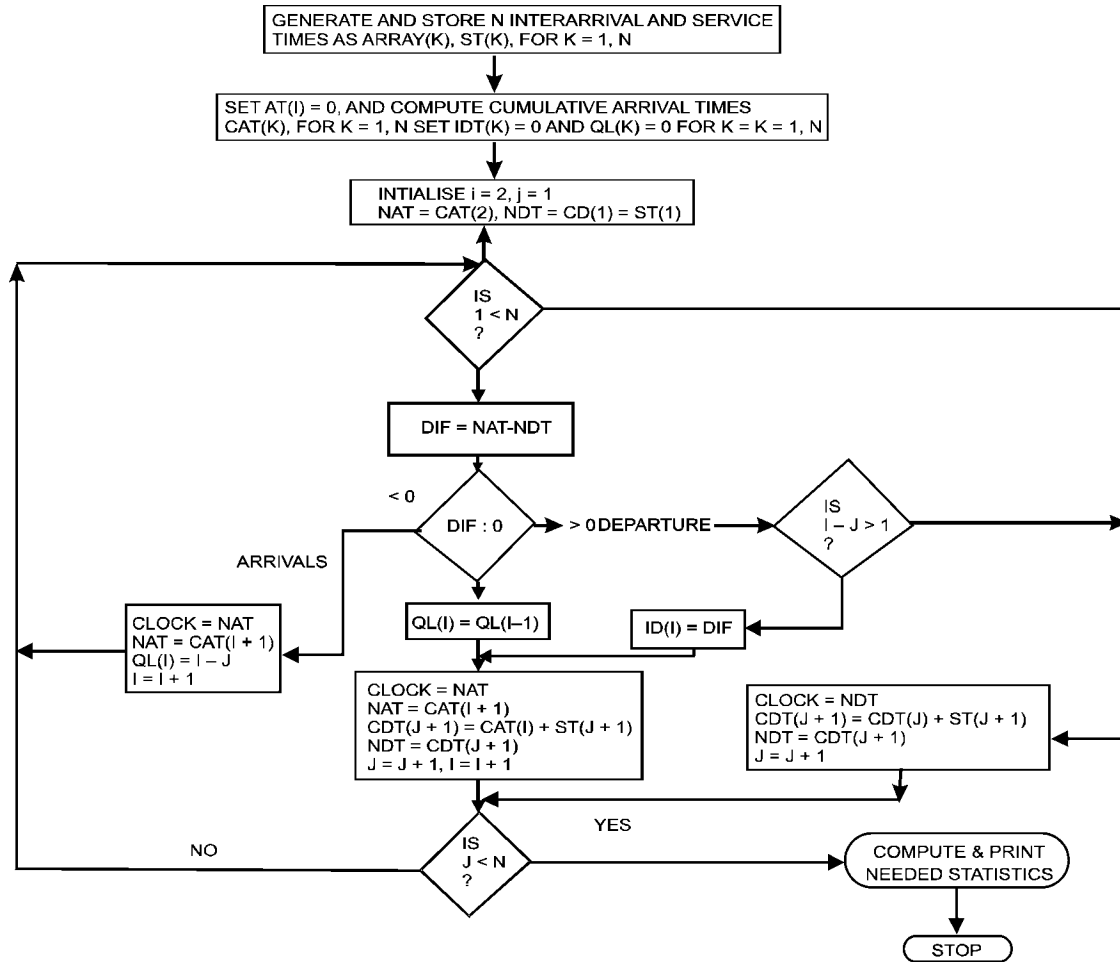 GENERATE AND STORE N INTERARRIVAL AND SERVICE
TIMES AS ARRAY(K), ST(K), FOR K = 1, N
SET AT(I) = 0, AND COMPUTE CUMULATIVE ARRIVAL TIMES
CAT(K), FOR K = 1, N SET IDT(K) = 0 AND QL(K) = 0 FOR K = K = 1, N
INTIALISE i = 2, j = 1
NAT = CAT(2), NDT = CD(1) = ST(1)
IS
1 < N
?
DIF = NAT-NDT
< 0
DIF : 0
> 0 DEPARTURE
IS
I – J > 1
?
ARRIVALS
CLOCK = NAT
NAT = CAT(I + 1)
QL(I) = I – J
I = I + 1
QL(I) = QL(I–1)
ID(I) = DIF
CLOCK = NAT
NAT = CAT(I + 1)
CDT(J + 1) = CAT(I) + ST(J + 1)
NDT = CDT(J + 1)
J = J + 1, I = I + 1
CLOCK = NDT
CDT(J + 1) = CDT(J) + ST(J + 1)
NDT = CDT(J + 1)
J = J + 1
YES
NO
IS
J < N
?
COMPUTE & PRINT
NEEDED STATISTICS
STOP